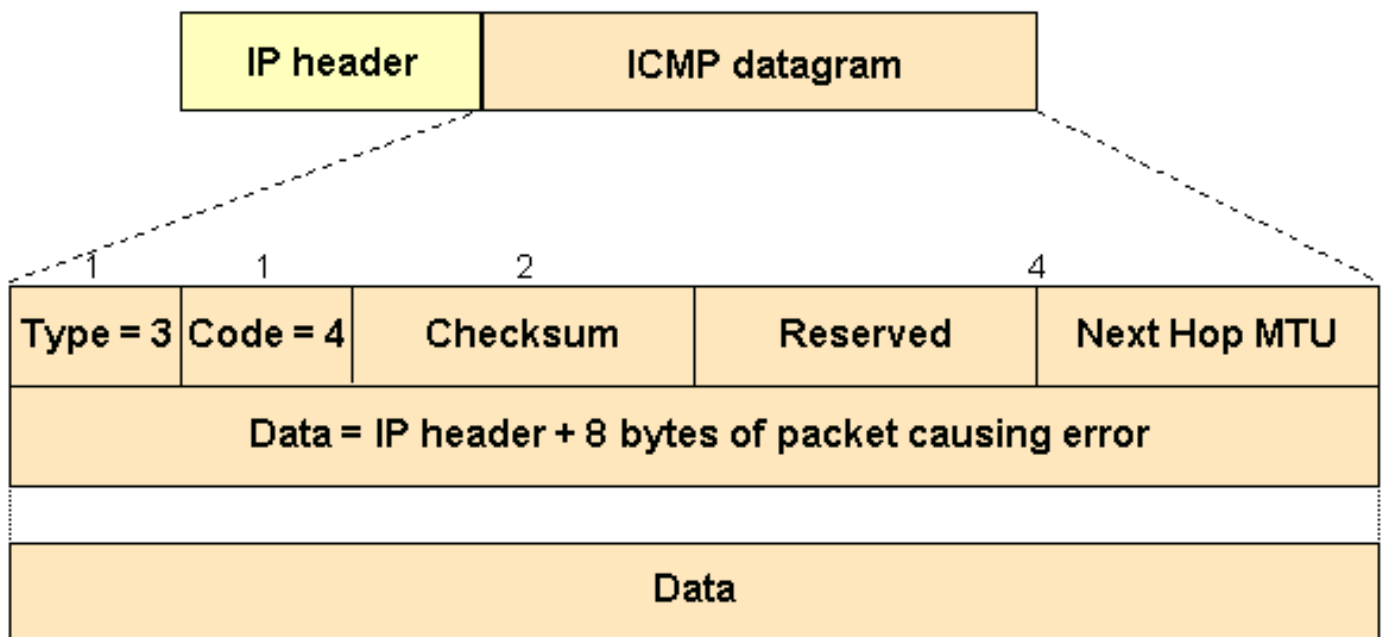 IP header ICMP datagram
1 1 2 4
Type = 3 Code = 4 Checksum Reserved Next Hop MTU
Data = IP header + 8 bytes of packet causing error
Data